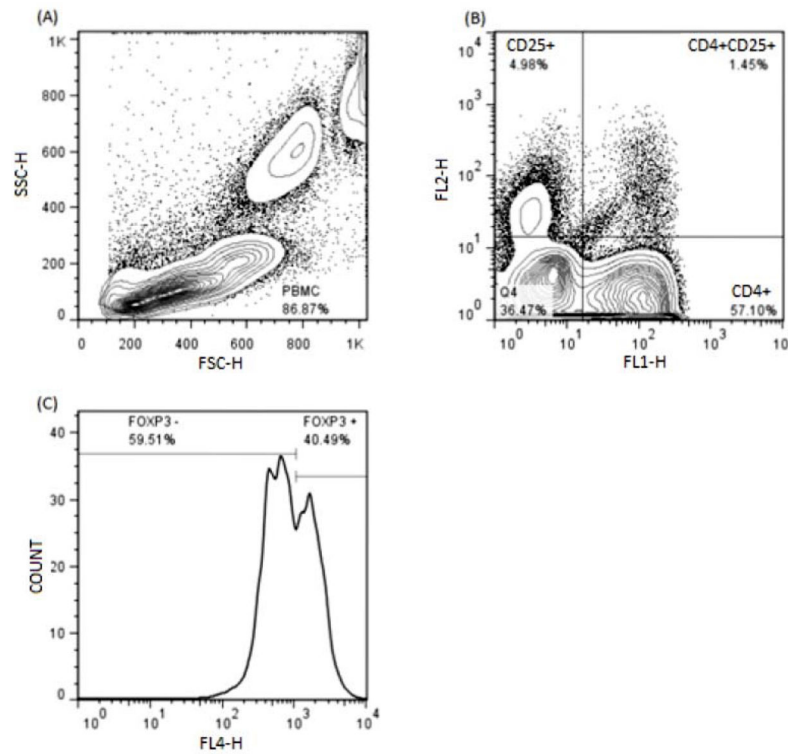 (A)
1K
800
600
400
200
0
SSC-H
PBMC
86.87%
0 200 400 600 800 1K
FSC-H
(B)
10^4
10^3
10^2
10^1
10^0
FL2-H
CD25+
4.98%
CD4+CD25+
1.45%
Q4
36.47%
CD4+
57.10%
10^0 10^1 10^2 10^3 10^4
FL1-H
(C)
40
30
20
10
0
COUNT
FOXP3 -
59.51%
FOXP3 +
40.49%
10^0 10^1 10^2 10^3 10^4
FL4-H